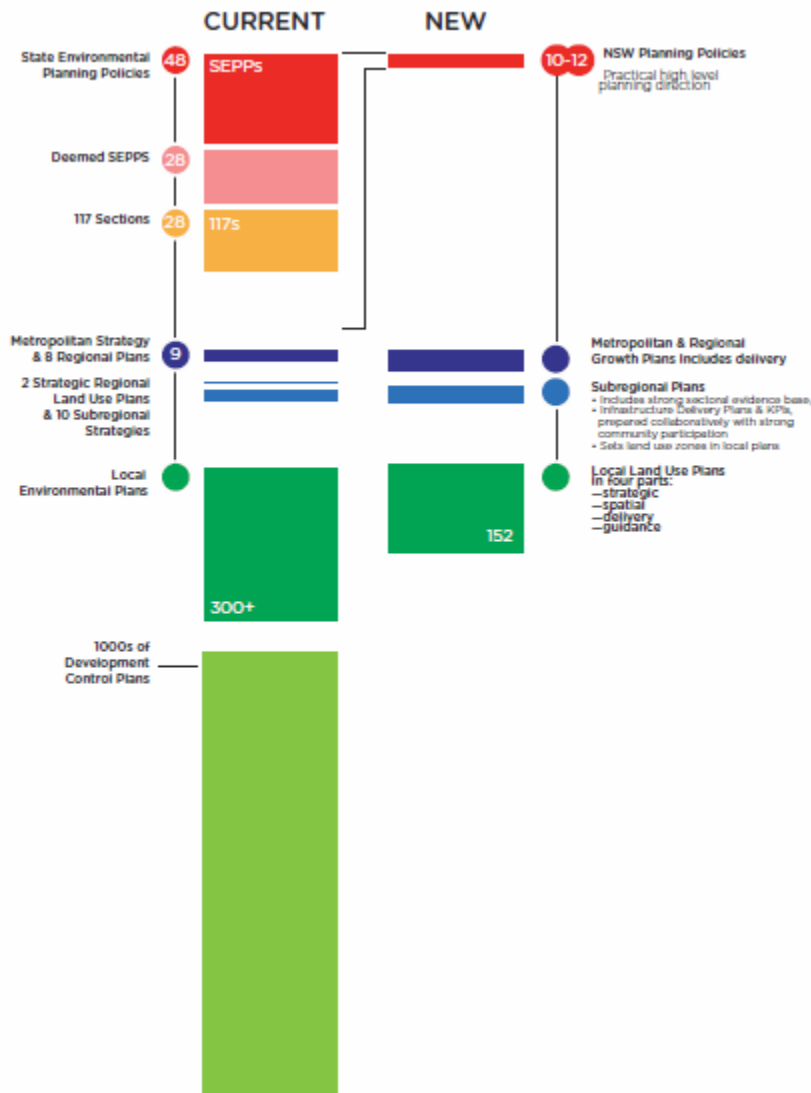 CURRENT
NEW
State Environmental
Planning Policies
48
SEPPs
10-12
NSW Planning Policies
Practical high level
planning direction
Deemed SEPPS
28
117 Sections
28
117s
Metropolitan Strategy
& 8 Regional Plans
9
Metropolitan & Regional
Growth Plans Includes delivery
2 Strategic Regional
Land Use Plans
& 10 Subregional
Strategies
Subregional Plans
• Includes strong sectoral evidence base,
• Infrastructure Delivery Plans & KPIs,
prepared collaboratively with strong
community participation
• Sets land use zones in local plans
Local
Environmental Plans
300+
152
Local Land Use Plans
In four parts:
—strategic
—spatial
—delivery
—guidance
1000s of
Development
Control Plans